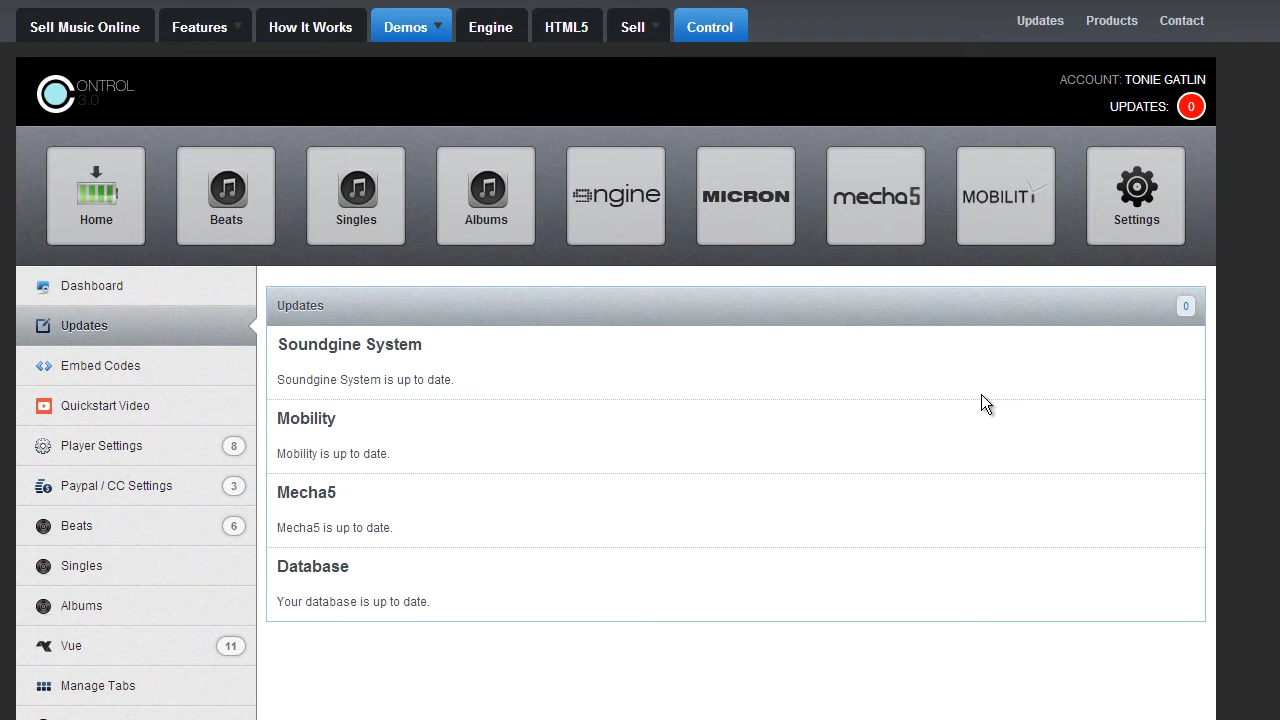 Sell Music Online
Features
How It Works
Demos
Engine
HTML5
Sell
Control
Updates
Products
Contact
CONTROL
3.0
ACCOUNT: TONIE GATLIN
UPDATES: 0
Home
Beats
Singles
Albums
engine
MICRON
mecha5
MOBILITY
Settings
Dashboard
Updates
Embed Codes
Quickstart Video
Player Settings 8
Paypal / CC Settings 3
Beats 6
Singles
Albums
Vue 11
Manage Tabs
Updates 0
Soundgine System
Soundgine System is up to date.
Mobility
Mobility is up to date.
Mecha5
Mecha5 is up to date.
Database
Your database is up to date.